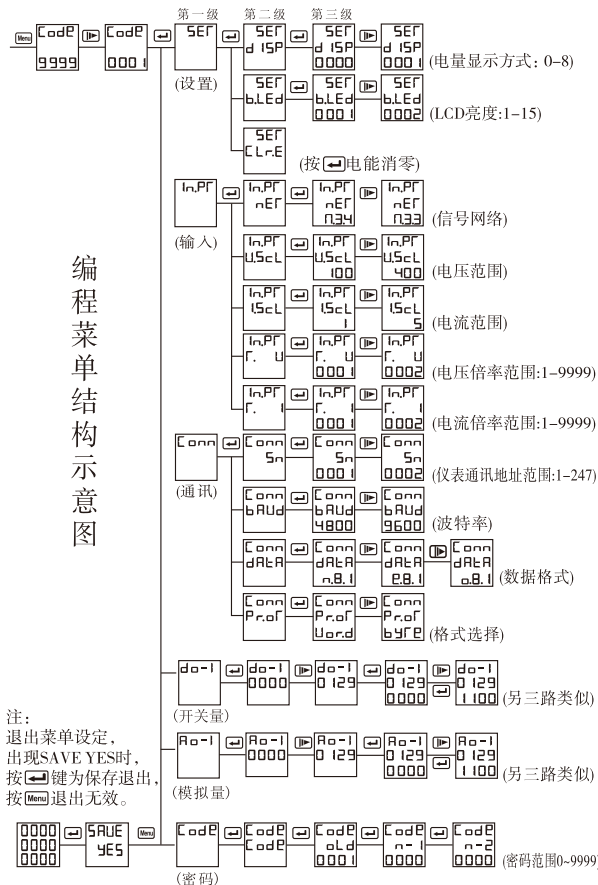 第一级 第二级 第三级
Menu Code 9999 Code 0001 SET SET dISP SET dISP 0000 SET dISP 0001 (电量显示方式: 0-8)
(设置)
SET b.LEd SET b.LEd 0001 SET b.LEd 0002 (LCD亮度:1-15)
SET CLr.E (按 电能消零)
In.PT In.PT nET In.PT nET n.3.4 In.PT nET n.3.3 (信号网络)
(输入)
In.PT U.ScL In.PT U.ScL 100 In.PT U.ScL 400 (电压范围)
In.PT I.ScL In.PT I.ScL 1 In.PT I.ScL 5 (电流范围)
In.PT T. U In.PT T. U 0001 In.PT T. U 0002 (电压倍率范围:1-9999)
In.PT T. I In.PT T. I 0001 In.PT T. I 0002 (电流倍率范围:1-9999)
Conn Conn Sn Conn Sn 0001 Conn Sn 0002 (仪表通讯地址范围:1-247)
(通讯)
Conn bAUd Conn bAUd 4800 Conn bAUd 9600 (波特率)
Conn dAtA Conn dAtA n.8.1 Conn dAtA e.8.1 Conn dAtA o.8.1 (数据格式)
Conn Pr.oT Conn Pr.oT Uor.d Conn Pr.oT byTe (格式选择)
编程菜单结构示意图
do-1 do-1 0000 do-1 0129 do-1 0129 0000 do-1 0129 1100 (另三路类似)
(开关量)
Ao-1 Ao-1 0000 Ao-1 0129 Ao-1 0129 0000 Ao-1 0129 1100 (另三路类似)
(模拟量)
注:
退出菜单设定,
出现SAVE YES时,
按 键为保存退出,
按Menu退出无效。
0000 0000 0000 SAVE YES Menu Code Code Code Code oLd 0001 Code n-1 0000 Code n-2 0000 (密码范围0~9999)
(密码)